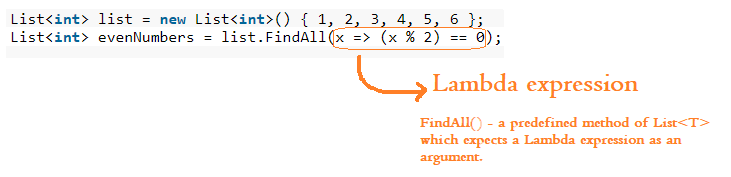 List<int> list = new List<int>() { 1, 2, 3, 4, 5, 6 };
List<int> evenNumbers = list.FindAll(x => (x % 2) == 0);
Lambda expression
FindAll() - a predefined method of List<T>
which expects a Lambda expression as an
argument.